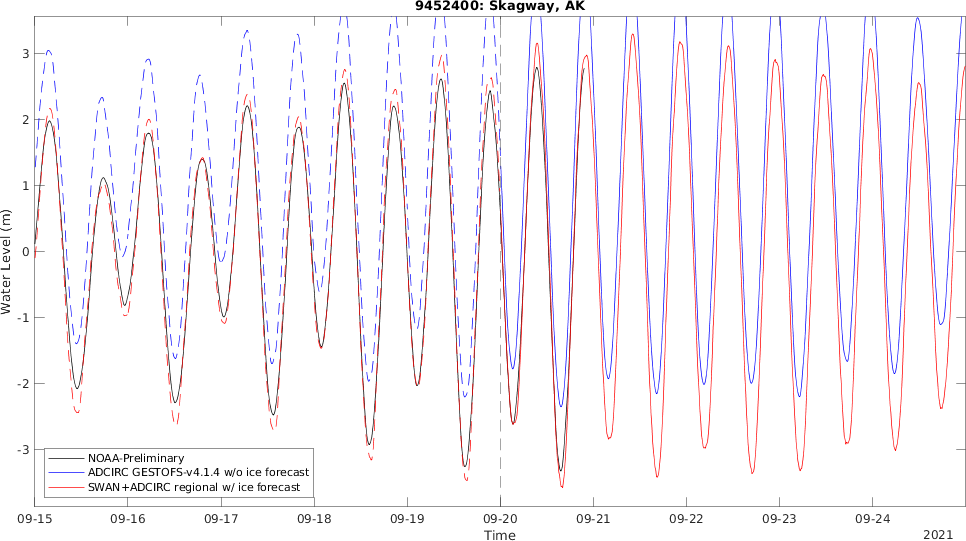 9452400: Skagway, AK
3
2
1
0
-1
-2
-3
Water Level (m)
NOAA-Preliminary
ADCIRC GESTOFS-v4.1.4 w/o ice forecast
SWAN+ADCIRC regional w/ ice forecast
09-15 09-16 09-17 09-18 09-19 09-20 09-21 09-22 09-23 09-24
Time
2021